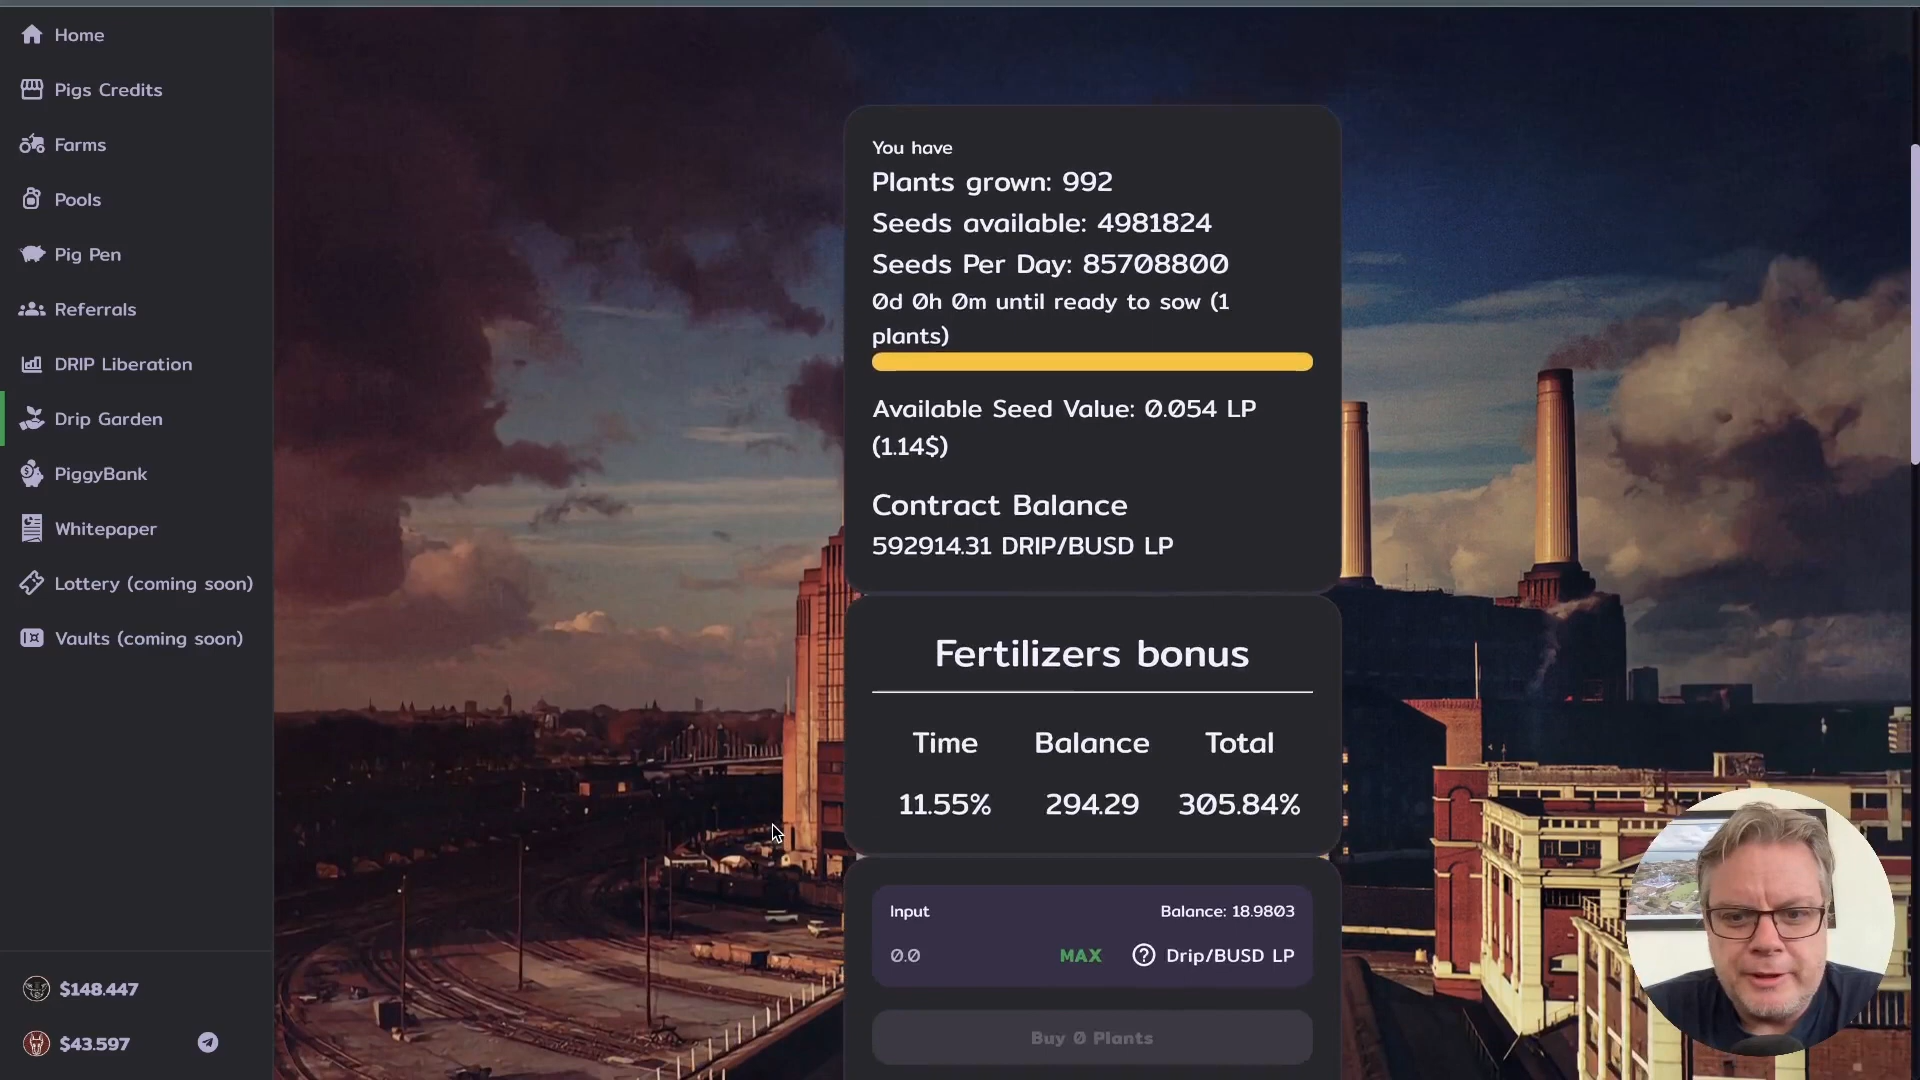 Home
Pigs Credits
Farms
Pools
Pig Pen
Referrals
DRIP Liberation
Drip Garden
PiggyBank
Whitepaper
Lottery (coming soon)
Vaults (coming soon)
$148.447
$43.597
You have
Plants grown: 992
Seeds available: 4981824
Seeds Per Day: 85708800
0d 0h 0m until ready to sow (1
plants)
Available Seed Value: 0.054 LP
(1.14$)
Contract Balance
592914.31 DRIP/BUSD LP
Fertilizers bonus
Time Balance Total
11.55% 294.29 305.84%
Input Balance: 18.9803
0.0 MAX Drip/BUSD LP
Buy 0 Plants